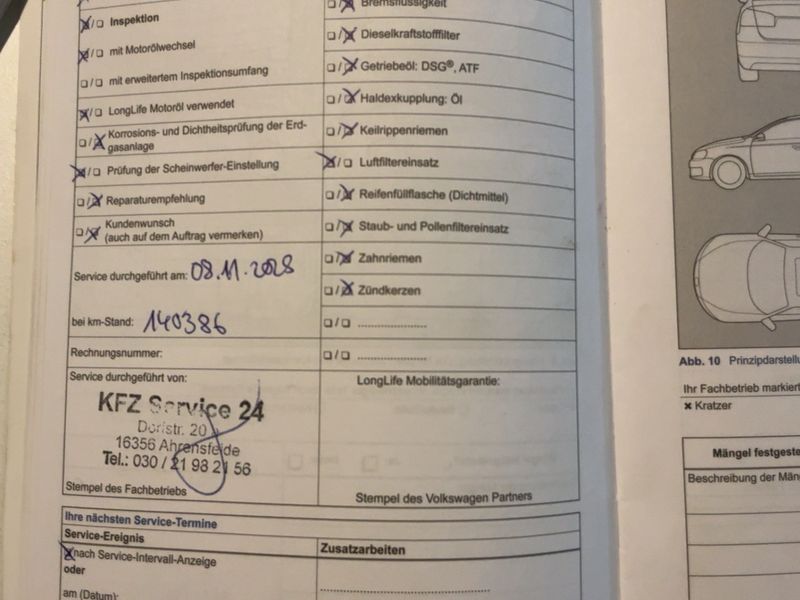 ☒/☐ Inspektion
☒/☐ mit Motorölwechsel
☐/☐ mit erweitertem Inspektionsumfang
☒/☐ LongLife Motoröl verwendet
☐/☒ Korrosions- und Dichtheitsprüfung der Erd-
gasanlage
☒/☐ Prüfung der Scheinwerfer-Einstellung
☐/☒ Reparaturempfehlung
☐/☒ Kundenwunsch
(auch auf dem Auftrag vermerken)
Service durchgeführt am: 08.11.2028
bei km-Stand: 140386
Rechnungsnummer:
Service durchgeführt von:
KFZ Service 24
Dorfstr. 20
16356 Ahrensfelde
Tel.: 030 / 21 98 21 56
Stempel des Fachbetriebs
☐/☒ Bremsflüssigkeit
☐/☒ Dieselkraftstofffilter
☐/☒ Getriebeöl: DSG®, ATF
☐/☒ Haldexkupplung: Öl
☐/☒ Keilrippenriemen
☒/☐ Luftfiltereinsatz
☐/☒ Reifenfüllflasche (Dichtmittel)
☐/☒ Staub- und Pollenfiltereinsatz
☐/☒ Zahnriemen
☐/☒ Zündkerzen
☐/☐ ....................
☐/☐ ....................
LongLife Mobilitätsgarantie:
Stempel des Volkswagen Partners
Ihre nächsten Service-Termine
Service-Ereignis
☒ nach Service-Intervall-Anzeige
oder
am (Datum):
Zusatzarbeiten
Abb. 10 Prinzipdarstellu
Ihr Fachbetrieb markiert
✖ Kratzer
Mängel festgeste
Beschreibung der Män